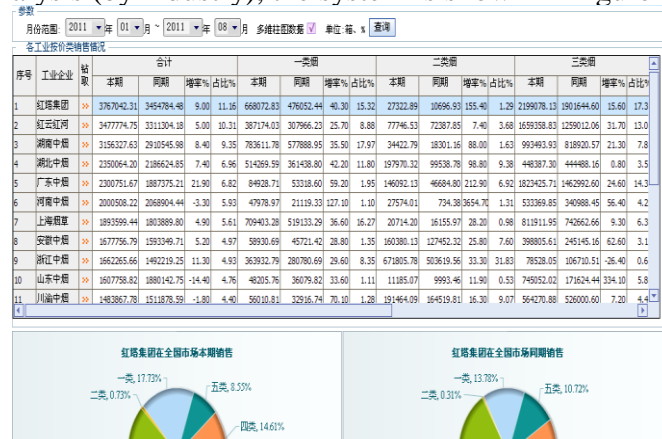 参数
月份范围: 2011 年 01 月 ~ 2011 年 08 月 多维柱图数据 √ 单位:箱、% 查询
各工业按价类销售情况
序号 工业企业 钻取 合计 一类烟 二类烟 三类烟
本期 同期 增率% 占比% 本期 同期 增率% 占比% 本期 同期 增率% 占比% 本期 同期 增率% 占比
1 红塔集团 » 3767042.31 3454784.48 9.00 11.16 668072.83 476052.44 40.30 15.32 27322.89 10696.93 155.40 1.29 2199078.13 1901644.60 15.60 17.3
2 红云红河 » 3477774.75 3311304.18 5.00 10.31 387174.03 307966.23 25.70 8.88 77746.53 72387.85 7.40 3.68 1659358.83 1259012.06 31.70 13.0
3 湖南中烟 » 3156327.63 2910545.98 8.40 9.35 783611.78 577888.95 35.50 17.97 34422.79 18301.16 88.00 1.63 993493.93 818920.57 21.30 7.8
4 湖北中烟 » 2350064.20 2186624.85 7.40 6.96 514269.59 361438.80 42.20 11.80 197970.32 99538.78 98.80 9.38 448387.30 444488.16 0.80 3.5
5 广东中烟 » 2300751.67 1887375.21 21.90 6.82 84928.71 53318.60 59.20 1.95 146092.13 46684.80 212.90 6.92 1823425.71 1462992.60 24.60 14.3
6 河南中烟 » 2000508.22 2068904.44 -3.30 5.93 47978.97 21119.33 127.10 1.10 27574.01 734.38 3654.70 1.31 533369.85 340988.45 56.40 4.2
7 上海烟草 » 1893599.44 1803889.80 4.90 5.61 709403.28 519133.29 36.60 16.27 20714.20 16155.97 28.20 0.98 811911.95 742662.66 9.30 6.3
8 安徽中烟 » 1677756.79 1593349.71 5.20 4.97 58930.69 45721.42 28.80 1.35 160380.13 127452.32 25.80 7.60 398805.61 245145.16 62.60 3.1
9 浙江中烟 » 1662265.66 1492219.25 11.30 4.93 363932.79 280780.69 29.60 8.35 671805.78 503619.56 33.30 31.83 78528.05 106710.51 -26.40 0.6
10 山东中烟 » 1607758.82 1880142.75 -14.40 4.76 48205.76 36079.82 33.60 1.11 11185.07 9993.46 11.90 0.53 745052.02 171624.44 334.10 5.8
11 川渝中烟 » 1483867.78 1511878.59 -1.80 4.40 56010.81 32916.74 70.10 1.28 191464.09 164519.81 16.30 9.07 564270.88 526000.60 7.20 4.4
红塔集团在全国市场本期销售 红塔集团在全国市场同期销售
一类, 17.73% 五类, 8.55% 一类, 13.78% 五类, 10.72%
二类, 0.73% 二类, 0.31%
四类, 14.61%